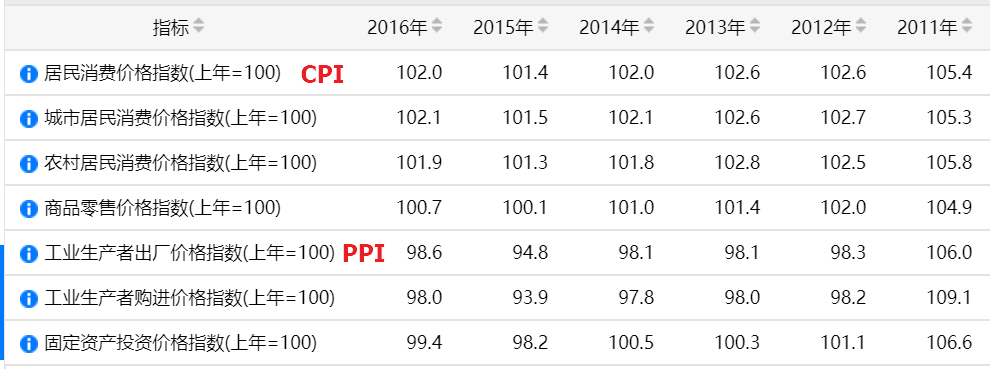 指标 2016年 2015年 2014年 2013年 2012年 2011年
居民消费价格指数(上年=100) CPI 102.0 101.4 102.0 102.6 102.6 105.4
城市居民消费价格指数(上年=100) 102.1 101.5 102.1 102.6 102.7 105.3
农村居民消费价格指数(上年=100) 101.9 101.3 101.8 102.8 102.5 105.8
商品零售价格指数(上年=100) 100.7 100.1 101.0 101.4 102.0 104.9
工业生产者出厂价格指数(上年=100) PPI 98.6 94.8 98.1 98.1 98.3 106.0
工业生产者购进价格指数(上年=100) 98.0 93.9 97.8 98.0 98.2 109.1
固定资产投资价格指数(上年=100) 99.4 98.2 100.5 100.3 101.1 106.6